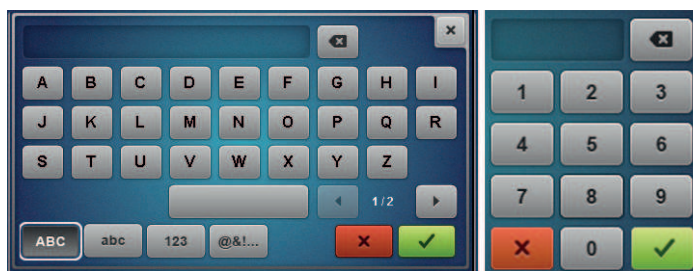 A B C D E F G H I
J K L M N O P Q R
S T U V W X Y Z
1/2
ABC abc 123 @&!...
1 2 3
4 5 6
7 8 9
0